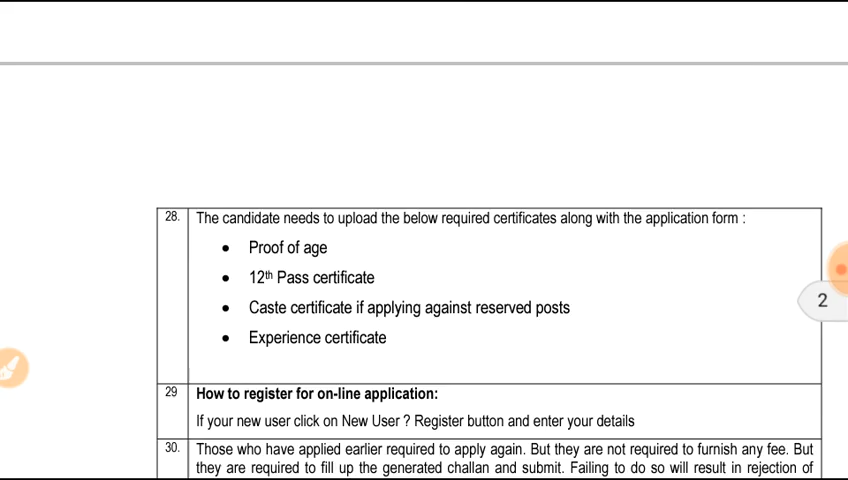 28. The candidate needs to upload the below required certificates along with the application form :
• Proof of age
• 12th Pass certificate
• Caste certificate if applying against reserved posts
• Experience certificate
2
29 How to register for on-line application:
If your new user click on New User ? Register button and enter your details
30. Those who have applied earlier required to apply again. But they are not required to furnish any fee. But
they are required to fill up the generated challan and submit. Failing to do so will result in rejection of